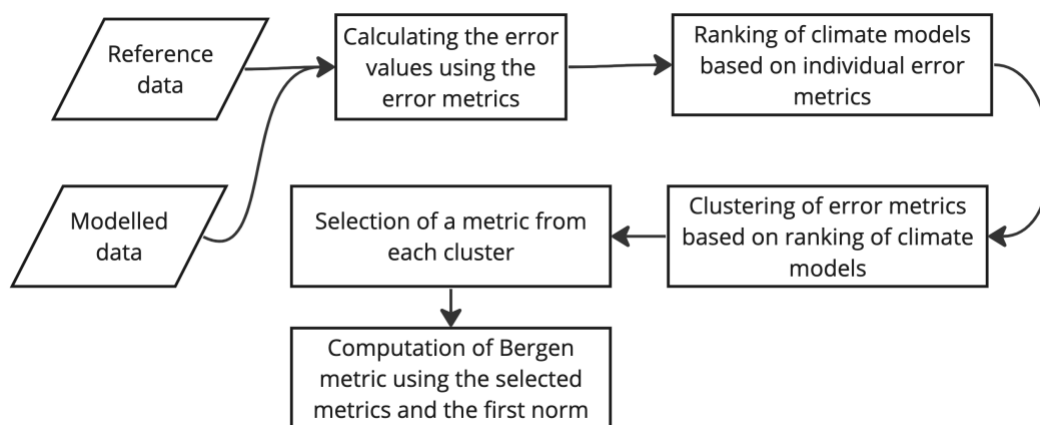 Reference
data
Calculating the error
values using the
error metrics
Ranking of climate models
based on individual error
metrics
Modelled
data
Selection of a metric from
each cluster
Clustering of error metrics
based on ranking of climate
models
Computation of Bergen
metric using the selected
metrics and the first norm